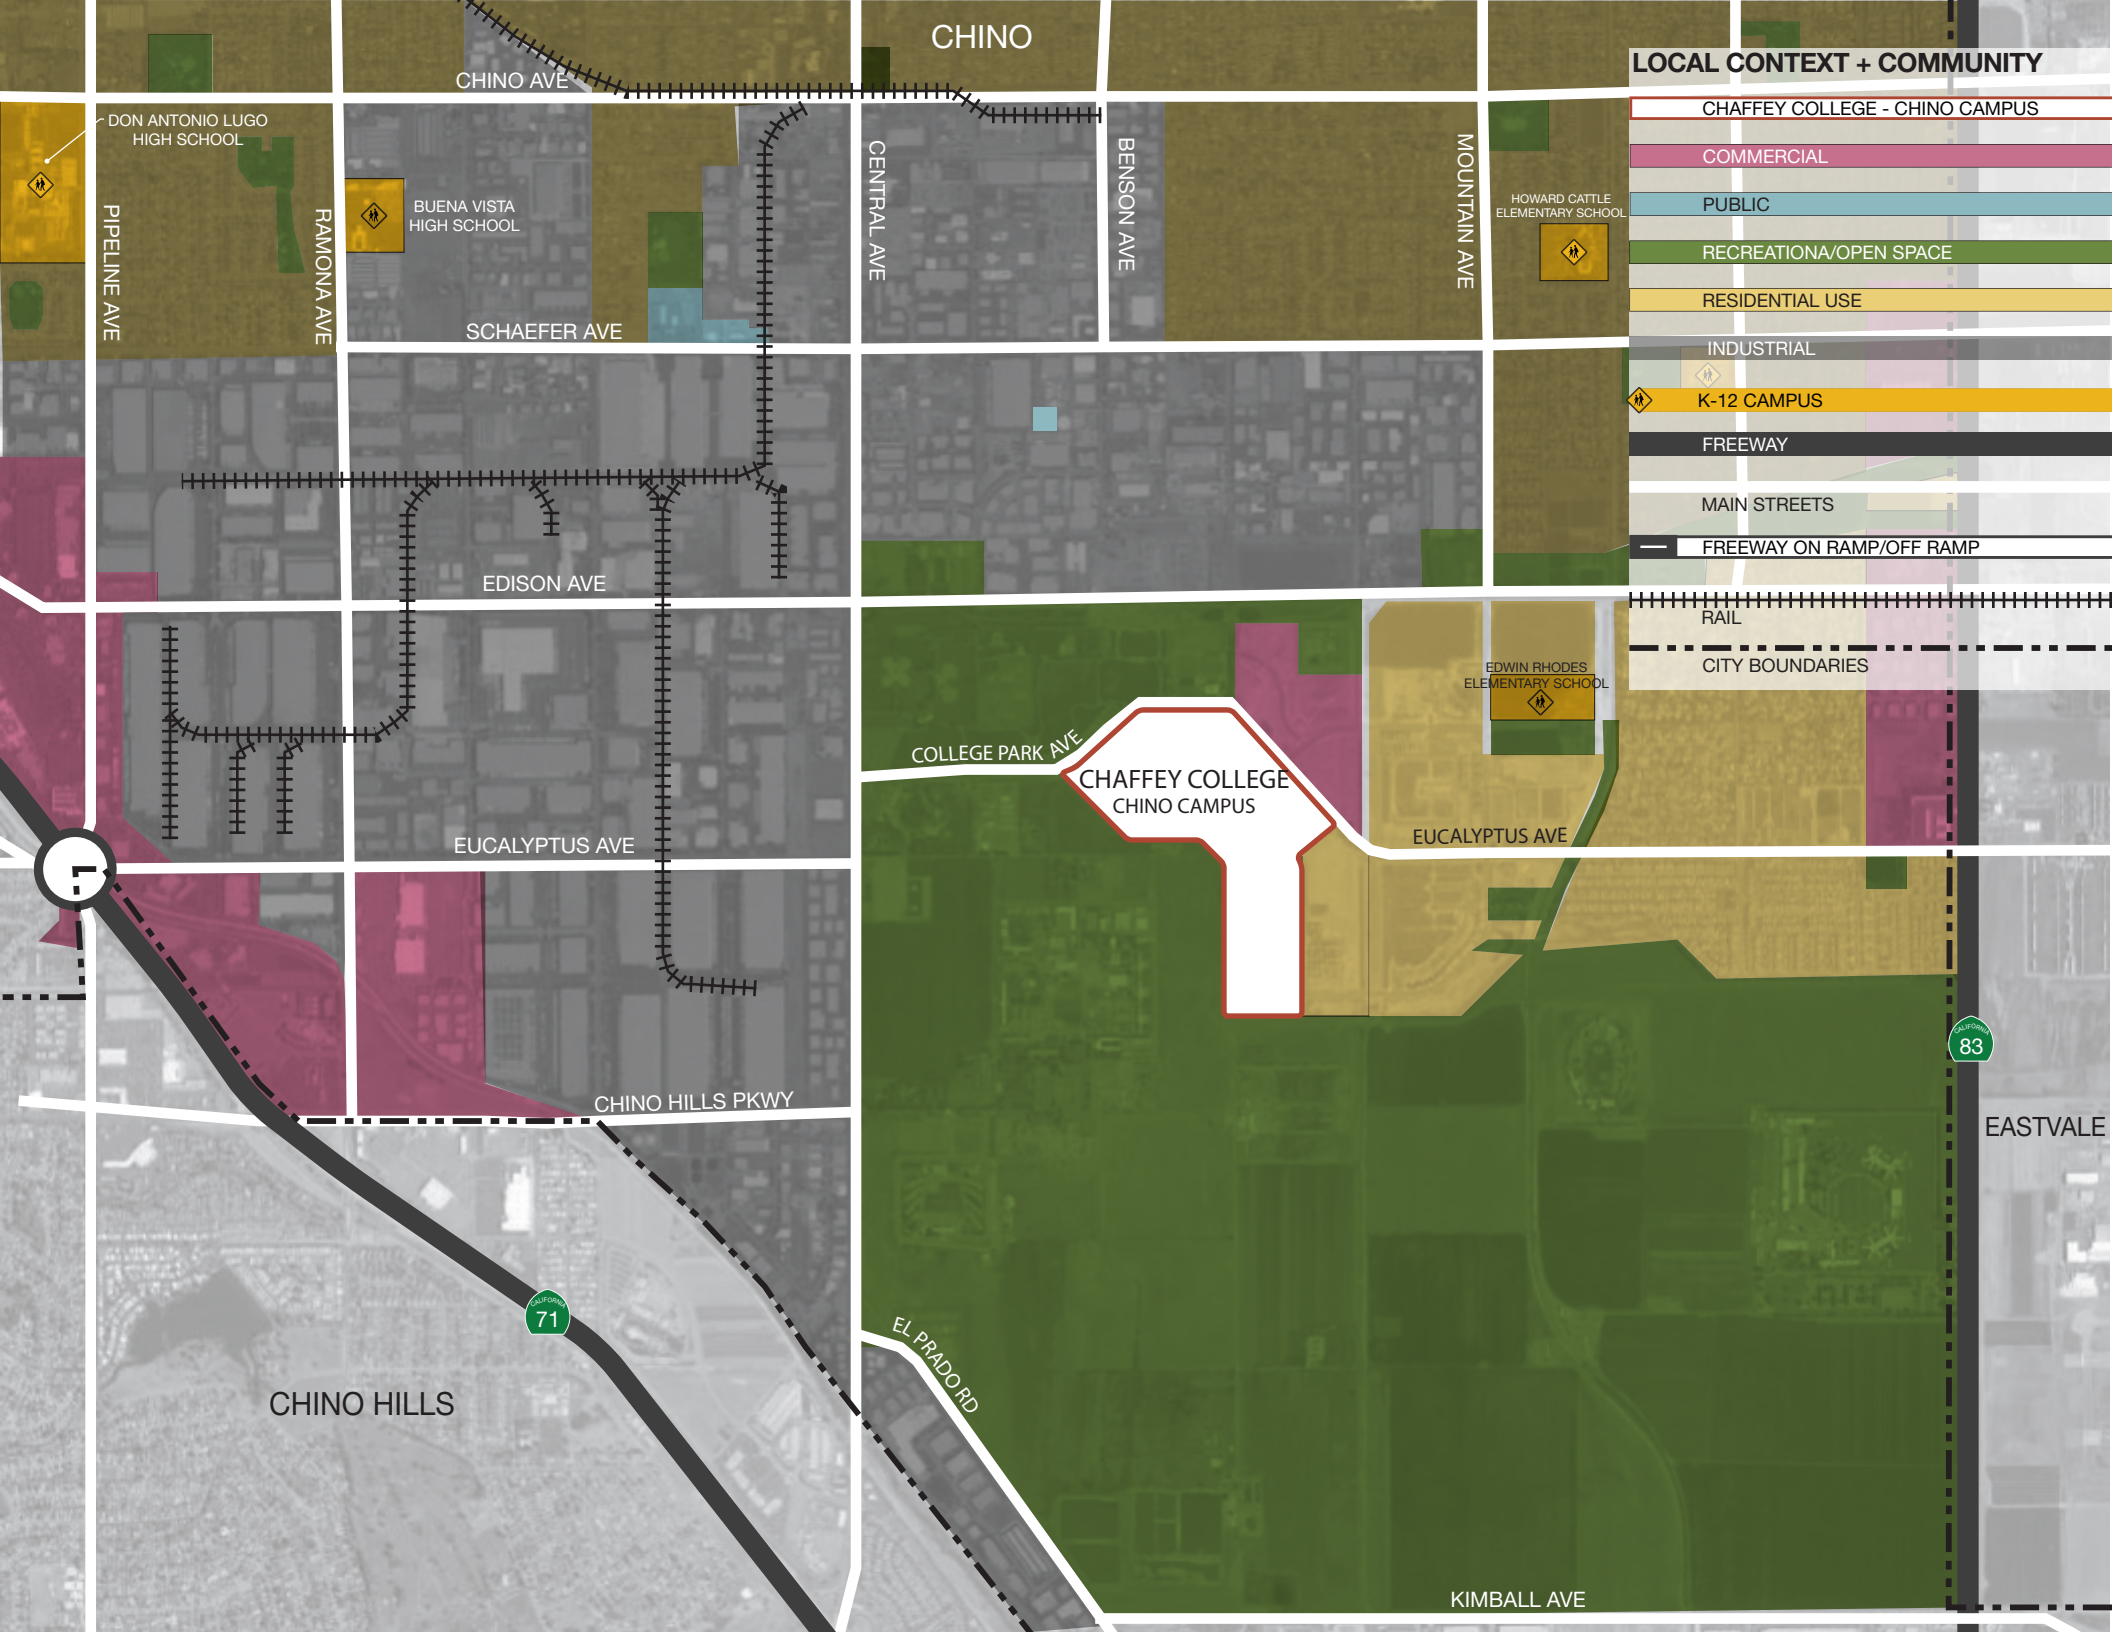 CHINO
LOCAL CONTEXT + COMMUNITY
CHINO AVE
CHAFFEY COLLEGE - CHINO CAMPUS
DON ANTONIO LUGO
HIGH SCHOOL
COMMERCIAL
PUBLIC
RECREATIONA/OPEN SPACE
RESIDENTIAL USE
INDUSTRIAL
K-12 CAMPUS
FREEWAY
MAIN STREETS
FREEWAY ON RAMP/OFF RAMP
RAIL
CITY BOUNDARIES
PIPELINE AVE
RAMONA AVE
BUENA VISTA
HIGH SCHOOL
CENTRAL AVE
BENSON AVE
MOUNTAIN AVE
HOWARD CATTLE
ELEMENTARY SCHOOL
SCHAEFER AVE
EDISON AVE
EDWIN RHODES
ELEMENTARY SCHOOL
COLLEGE PARK AVE
CHAFFEY COLLEGE
CHINO CAMPUS
EUCALYPTUS AVE
EUCALYPTUS AVE
CALIFORNIA
83
CHINO HILLS PKWY
EASTVALE
CALIFORNIA
71
EL PRADO RD
CHINO HILLS
KIMBALL AVE